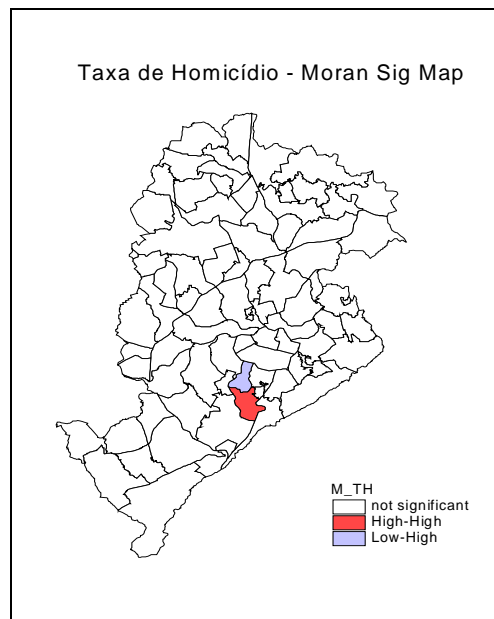 Taxa de Homicídio - Moran Sig Map
M_TH
not significant
High-High
Low-High